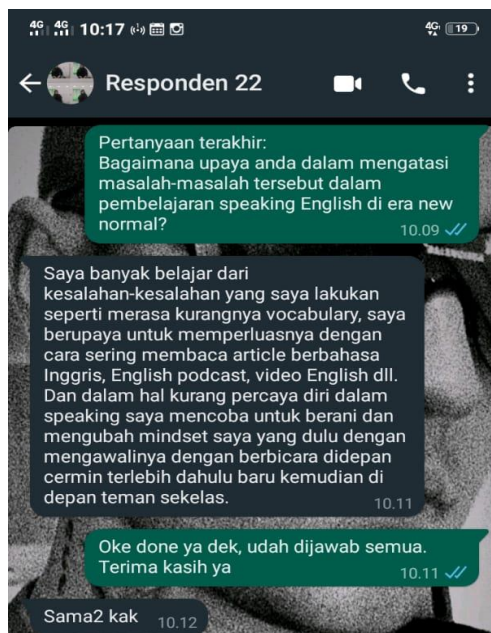 4G 4G 10:17 4G 19
Responden 22
Pertanyaan terakhir:
Bagaimana upaya anda dalam mengatasi
masalah-masalah tersebut dalam
pembelajaran speaking English di era new
normal?
10.09
Saya banyak belajar dari
kesalahan-kesalahan yang saya lakukan
seperti merasa kurangnya vocabulary, saya
berupaya untuk memperluasnya dengan
cara sering membaca article berbahasa
Inggris, English podcast, video English dll.
Dan dalam hal kurang percaya diri dalam
speaking saya mencoba untuk berani dan
mengubah mindset saya yang dulu dengan
mengawalinya dengan berbicara didepan
cermin terlebih dahulu baru kemudian di
depan teman sekelas.
10.11
Oke done ya dek, udah dijawab semua.
Terima kasih ya
10.11
Sama2 kak 10.12